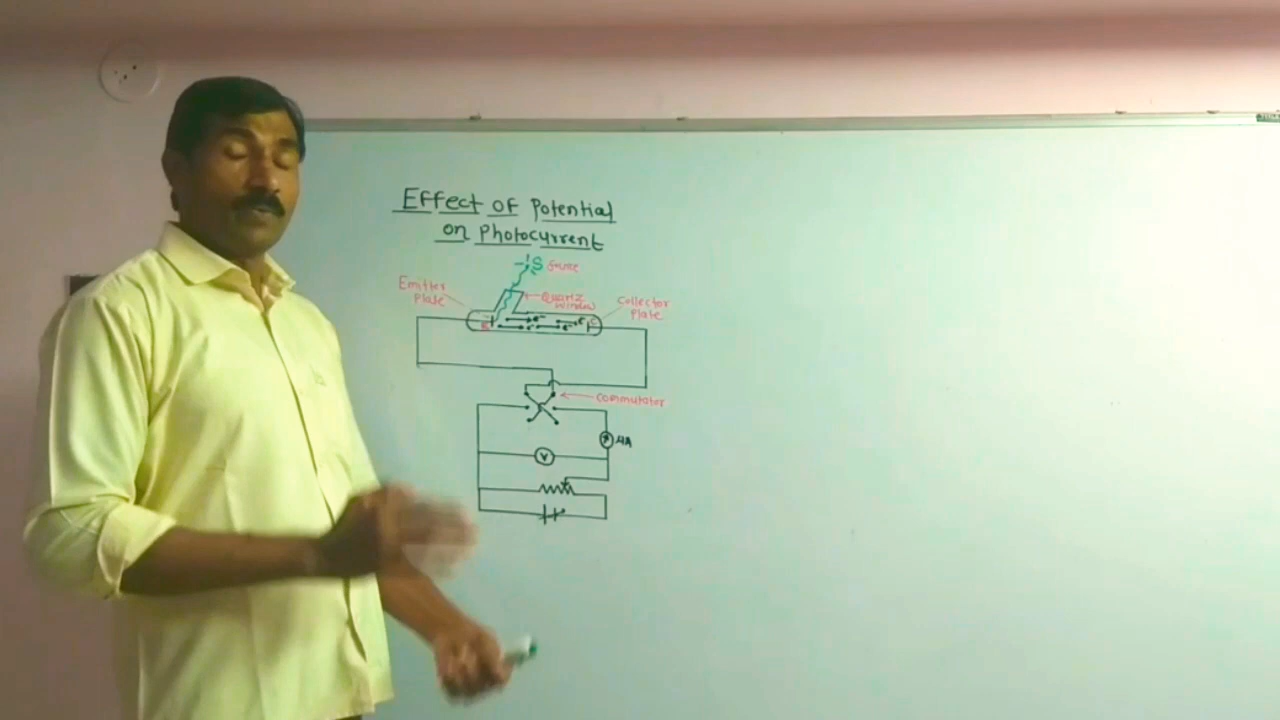 Effect of Potential
on Photocurrent
S Source
Emitter
Plate
Quartz
window
Collector
Plate
e⁻
e⁻
e⁻
e⁻
C
Commutator
μA
V